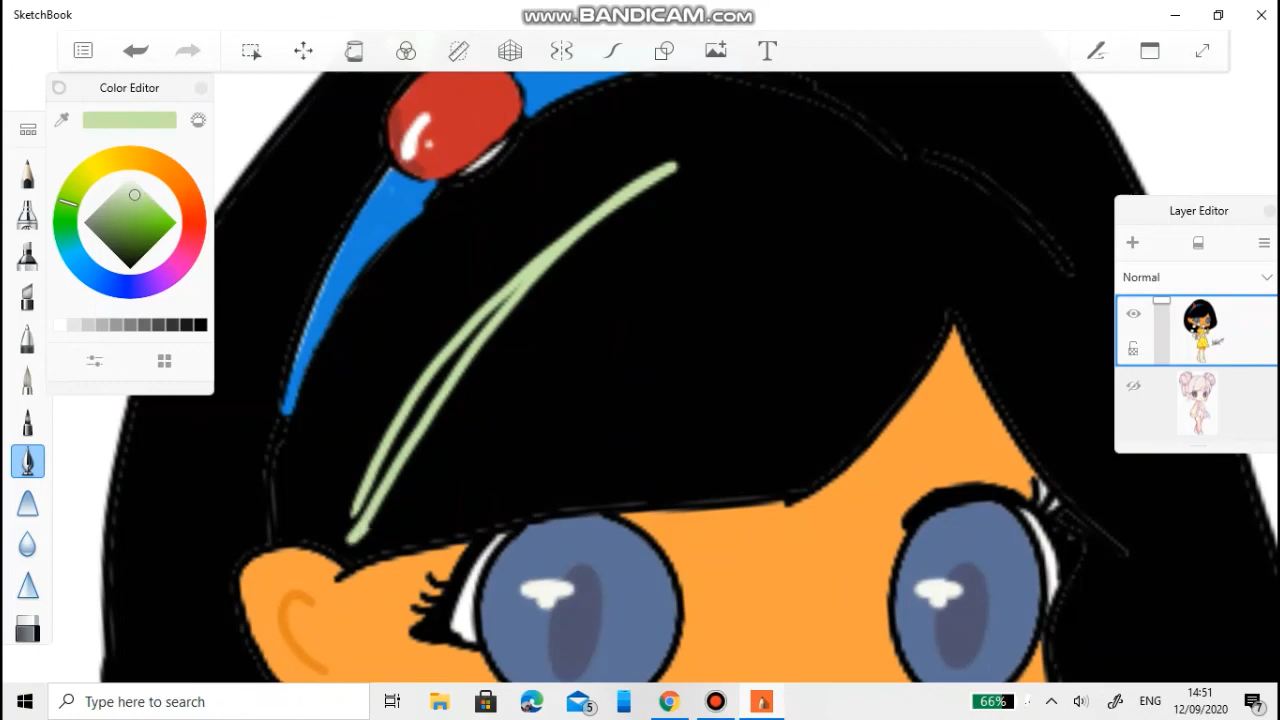 SketchBook
www.BANDICAM.com
T
Color Editor
Layer Editor
Normal
Type here to search
5
66%
ENG
14:51
12/09/2020
7